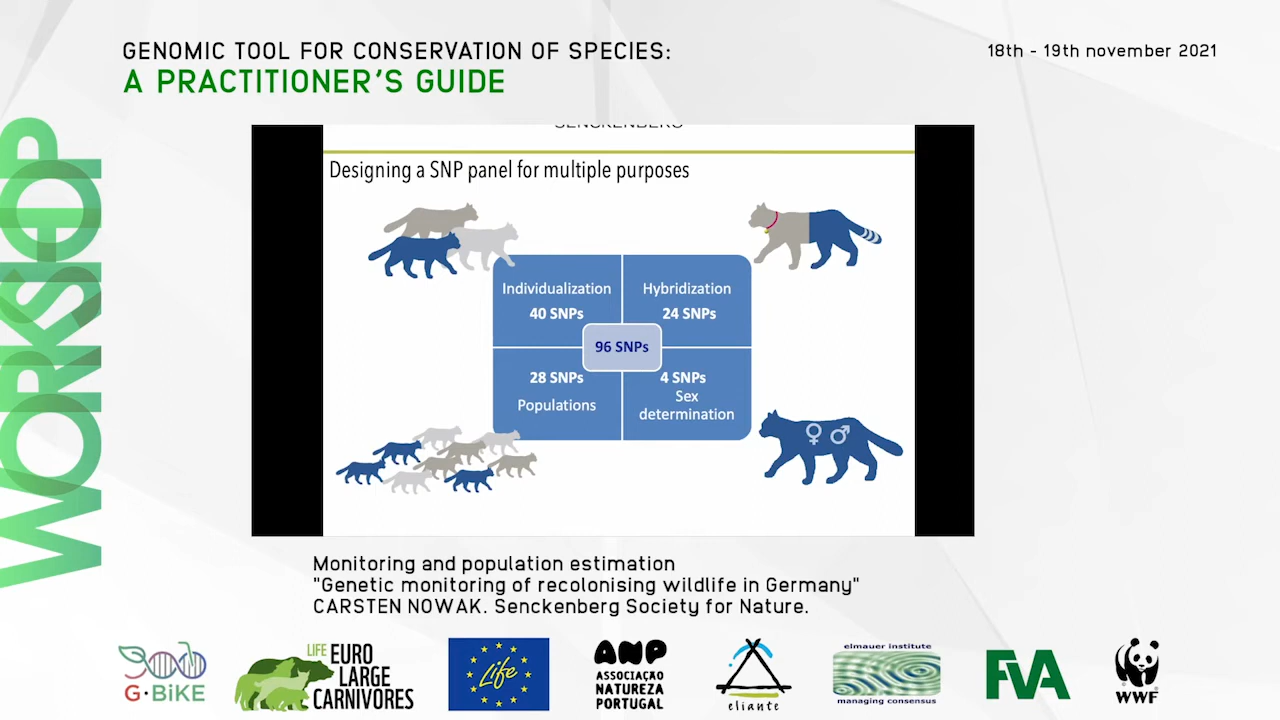 GENOMIC TOOL FOR CONSERVATION OF SPECIES:
A PRACTITIONER'S GUIDE
18th - 19th november 2021
WORKSHOP
SENCKENBERG
Designing a SNP panel for multiple purposes
Individualization
40 SNPs
Hybridization
24 SNPs
96 SNPs
28 SNPs
Populations
4 SNPs
Sex
determination
Monitoring and population estimation
"Genetic monitoring of recolonising wildlife in Germany"
CARSTEN NOWAK. Senckenberg Society for Nature.
G·BiKE
LIFE EURO
LARGE
CARNIVORES
Life
ANP
ASSOCIAÇÃO
NATUREZA
PORTUGAL
eliante
elmauer institute
managing consensus
FVA
WWF